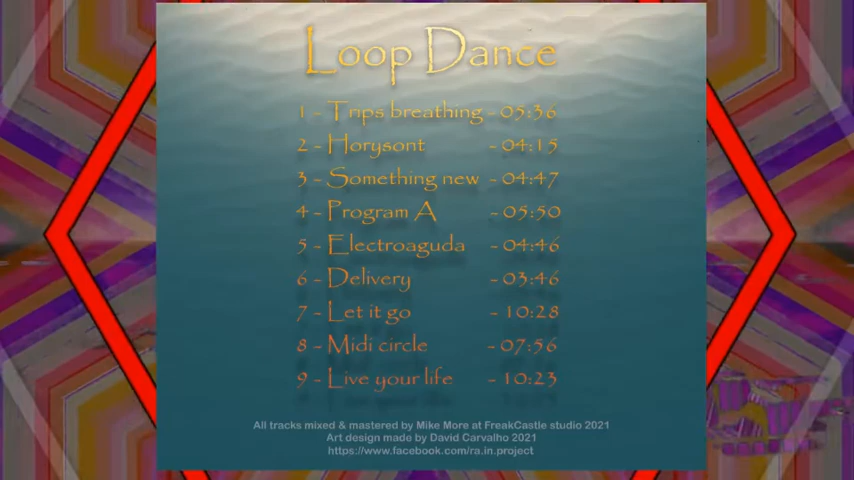 Loop Dance
1 - Trips breathing - 05:36
2 - Horysont - 04:15
3 - Something new - 04:47
4 - Program A - 05:50
5 - Electroaguda - 04:46
6 - Delivery - 03:46
7 - Let it go - 10:28
8 - Midi circle - 07:56
9 - Live your life - 10:23
All tracks mixed & mastered by Mike More at FreakCastle studio 2021
Art design made by David Carvalho 2021
https://www.facebook.com/ra.in.project